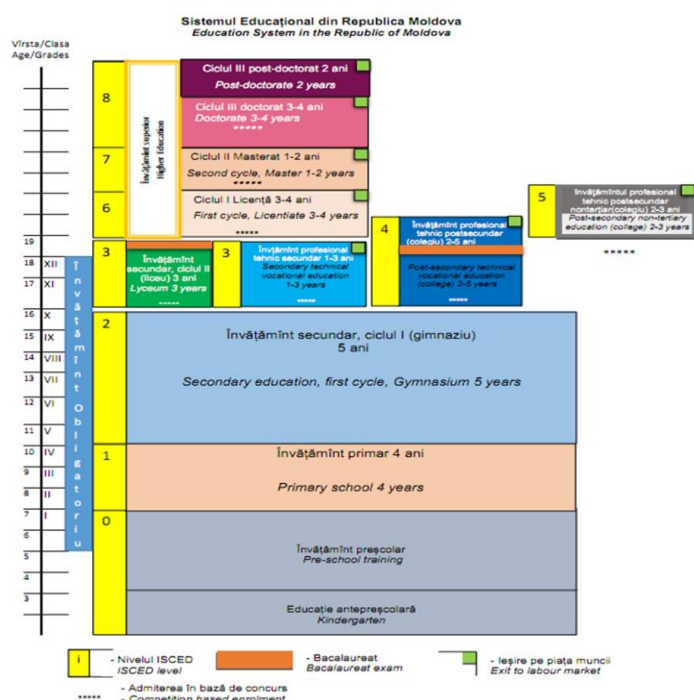 Sistemul Educațional din Republica Moldova
Education System in the Republic of Moldova
Vîrsta/Clasa
Age/Grades
8
Învățămînt superior
Higher Education
Ciclul III post-doctorat 2 ani
Post-doctorate 2 years
Ciclul III doctorat 3-4 ani
Doctorate 3-4 years
*****
7
Ciclul II Masterat 1-2 ani
Second cycle, Master 1-2 years
*****
6
Ciclul I Licență 3-4 ani
First cycle, Licentiate 3-4 years
*****
5
Învățămîntul profesional
tehnic postsecundar
nonterțiar(colegiu) 2-3 ani
Post-secondary non-tertiary
education (college) 2-3 years
*****
4
Învățămînt profesional
tehnic postsecundar
(colegiu) 2-5 ani
Post-secondary technical
vocational education
(college) 2-5 years
*****
3
Învățămînt
secundar, ciclul II
(liceu) 3 ani
Lyceum 3 years
*****
3
Învțămînt profesional
tehnic secundar 1-3 ani
Secondary technical
vocational education
1-3 years
*****
19
18 XII
17 XI
16 X
15 IX
14 VIII
13 VII
12 VI
11 V
10 IV
9 III
8 II
7 I
6
5
4
3
Învățămînt Obligatoriu
2
Învățămînt secundar, ciclul I (gimnaziu)
5 ani
Secondary education, first cycle, Gymnasium 5 years
1
Învățămînt primar 4 ani
Primary school 4 years
0
Învățămînt preșcolar
Pre-school training
Educație antepreșcolară
Kindergarten
i - Nivelul ISCED
ISCED level
- Bacalaureat
Bacalaureat exam
- Ieșire pe piața muncii
Exit to labour market
***** - Admiterea în bază de concurs
- Competition based enrolment